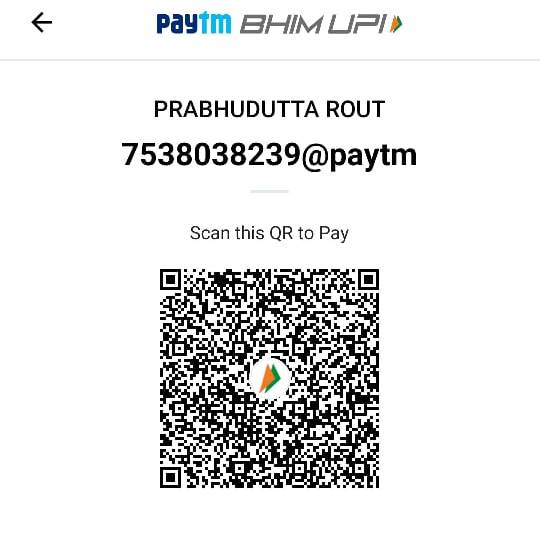 paytm BHIM UPI
PRABHUDUTTA ROUT
7538038239@paytm
Scan this QR to Pay